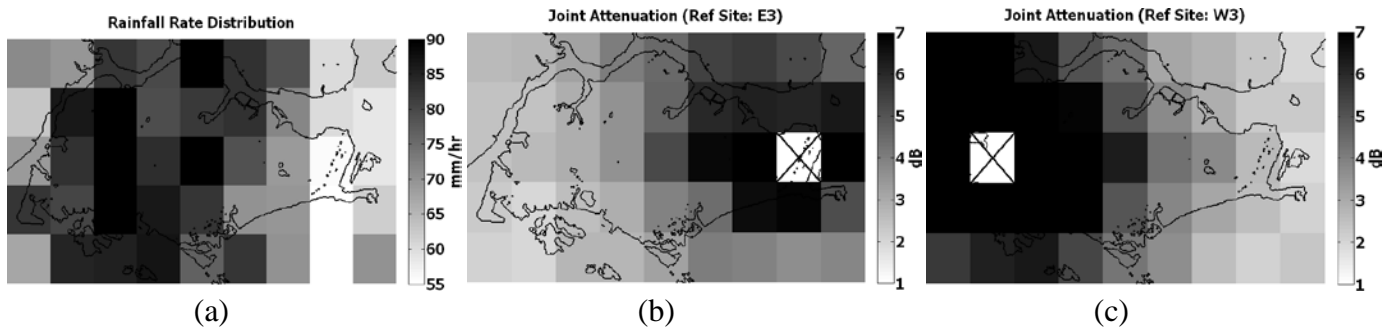 Rainfall Rate Distribution
90
85
80
75
70
65
60
55
mm/hr
(a)
Joint Attenuation (Ref Site: E3)
7
6
5
4
3
2
1
dB
(b)
Joint Attenuation (Ref Site: W3)
7
6
5
4
3
2
1
dB
(c)